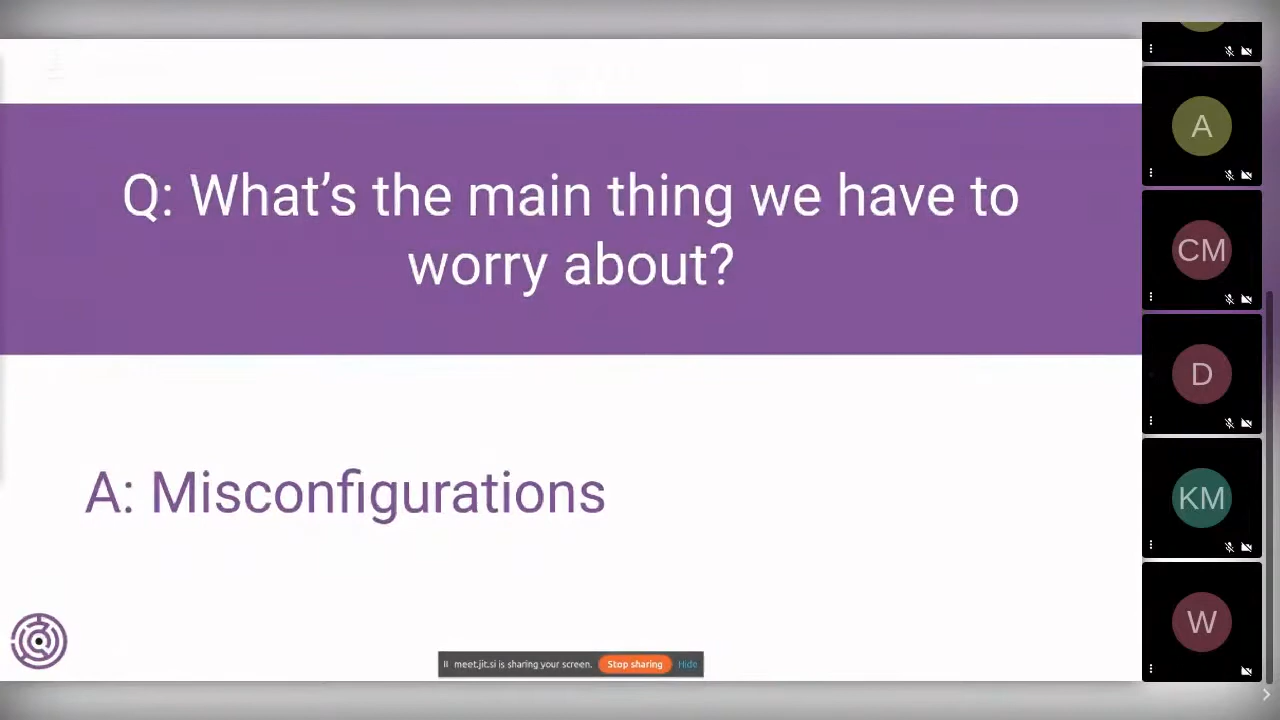 Q: What’s the main thing we have to
worry about?
A: Misconfigurations
meet.jit.si is sharing your screen. Stop sharing Hide
A
CM
D
KM
W